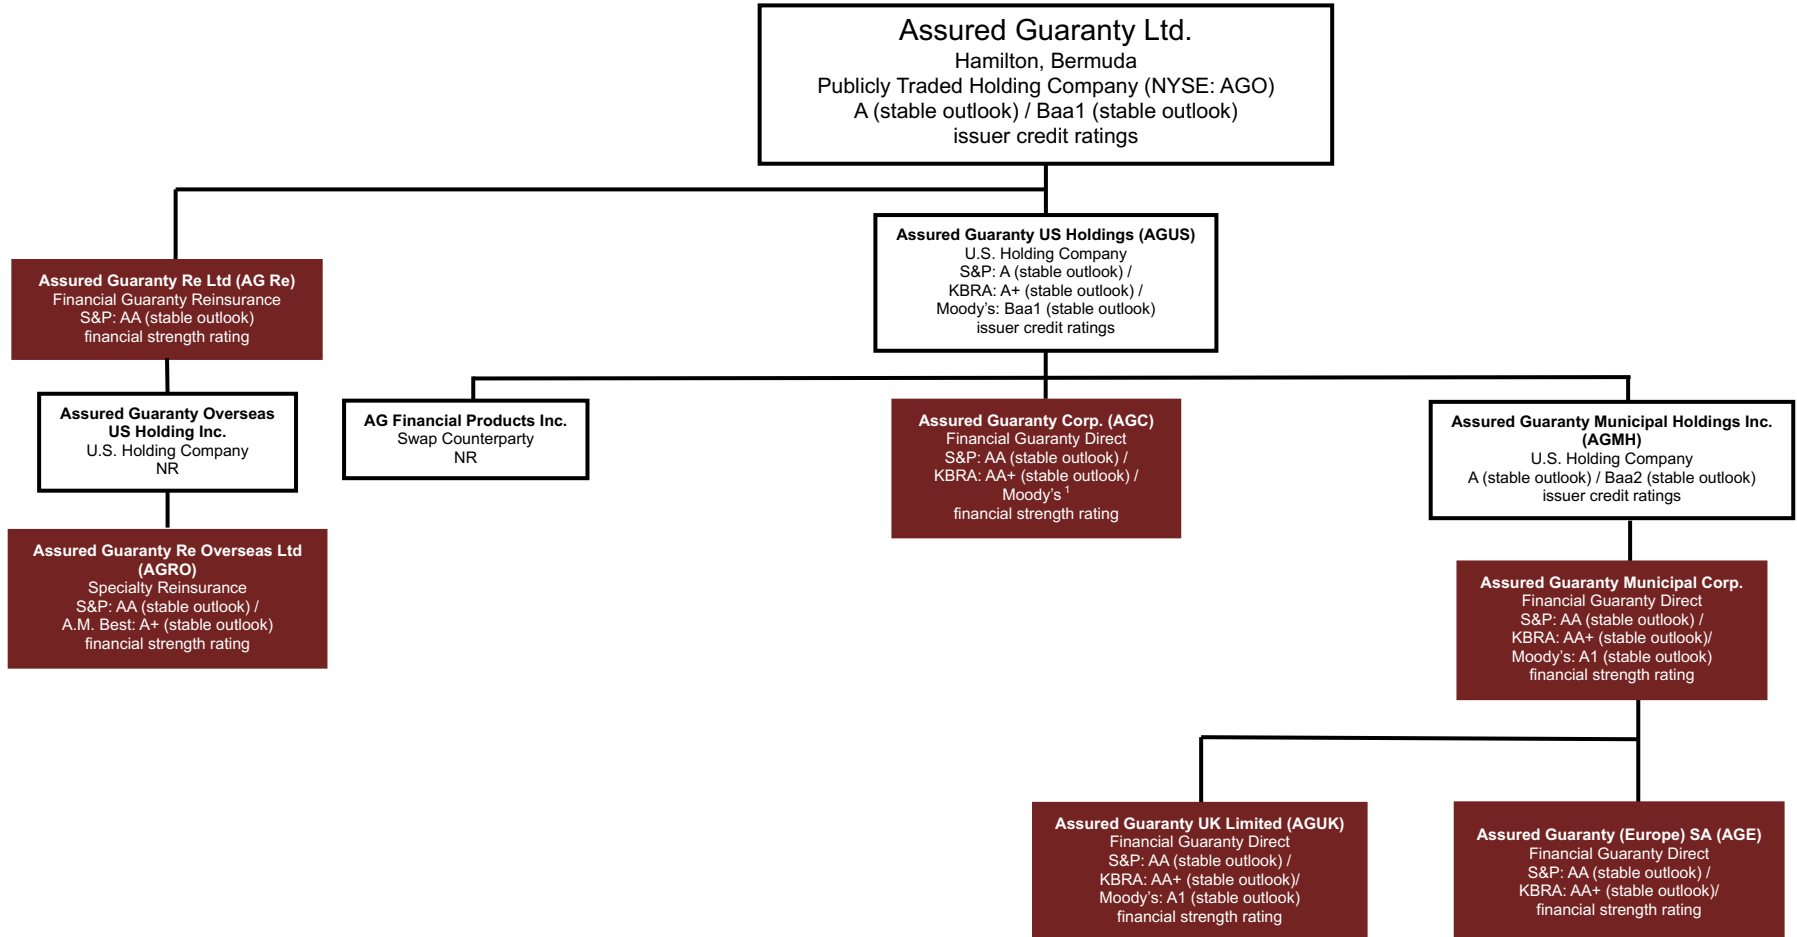 Assured Guaranty Ltd.
Hamilton, Bermuda
Publicly Traded Holding Company (NYSE: AGO)
A (stable outlook) / Baa1 (stable outlook)
issuer credit ratings
Assured Guaranty US Holdings (AGUS)
U.S. Holding Company
S&P: A (stable outlook) /
KBRA: A+ (stable outlook) /
Moody’s: Baa1 (stable outlook)
issuer credit ratings
Assured Guaranty Re Ltd (AG Re)
Financial Guaranty Reinsurance
S&P: AA (stable outlook)
financial strength rating
Assured Guaranty Overseas
US Holding Inc.
U.S. Holding Company
NR
AG Financial Products Inc.
Swap Counterparty
NR
Assured Guaranty Corp. (AGC)
Financial Guaranty Direct
S&P: AA (stable outlook) /
KBRA: AA+ (stable outlook) /
Moody’s 1
financial strength rating
Assured Guaranty Municipal Holdings Inc.
(AGMH)
U.S. Holding Company
A (stable outlook) / Baa2 (stable outlook)
issuer credit ratings
Assured Guaranty Re Overseas Ltd
(AGRO)
Specialty Reinsurance
S&P: AA (stable outlook) /
A.M. Best: A+ (stable outlook)
financial strength rating
Assured Guaranty Municipal Corp.
Financial Guaranty Direct
S&P: AA (stable outlook) /
KBRA: AA+ (stable outlook)/
Moody’s: A1 (stable outlook)
financial strength rating
Assured Guaranty UK Limited (AGUK)
Financial Guaranty Direct
S&P: AA (stable outlook) /
KBRA: AA+ (stable outlook)/
Moody’s: A1 (stable outlook)
financial strength rating
Assured Guaranty (Europe) SA (AGE)
Financial Guaranty Direct
S&P: AA (stable outlook) /
KBRA: AA+ (stable outlook)/
financial strength rating